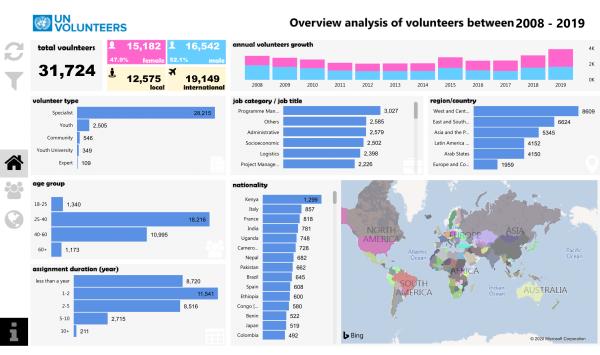 UN
VOLUNTEERS
Overview analysis of volunteers between 2008 - 2019
total voulnteers
31,724
15,182
47.9% female
16,542
52.1% male
12,575
local
19,149
international
annual volunteers growth
4K
2K
0K
2008 2009 2010 2011 2012 2013 2014 2015 2016 2017 2018 2019
volunteer type
Specialist 28,215
Youth 2,505
Community 546
Youth University 349
Expert 109
job category / job title
Programme Man... 3,027
Others 2,585
Administrative 2,579
Socioeconomic 2,502
Logistics 2,398
Project Manage... 2,226
region/country
West and Cent... 8609
East and South... 6624
Asia and the P... 5345
Latin America ... 4152
Arab States 4150
Europe and Co... 1959
age group
18-25 1,340
25-40 18,216
40-60 10,995
60+ 1,173
assignment duration (year)
less than a year 8,720
1-2 11,541
2-5 8,516
5-10 2,715
10+ 211
nationality
Kenya 1,299
Italy 857
France 818
India 781
Uganda 748
Camero... 728
Nepal 682
Pakistan 662
Brazil 645
Spain 608
Ethiopia 600
Congo [... 580
Benin 522
Japan 519
Colombia 492
NORTH
AMERICA
EUROPE
ASIA
Atlantic
Ocean
Pacific
Ocean
AFRICA
SOUTH
AMERICA
Indian
Ocean
AUSTRALIA
Bing
© 2020 Microsoft Corporation